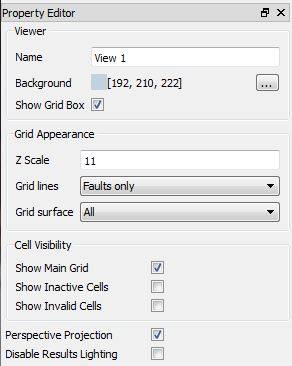 Property Editor
Viewer
Name View 1
Background [192, 210, 222] ...
Show Grid Box
Grid Appearance
Z Scale 11
Grid lines Faults only
Grid surface All
Cell Visibility
Show Main Grid
Show Inactive Cells
Show Invalid Cells
Perspective Projection
Disable Results Lighting